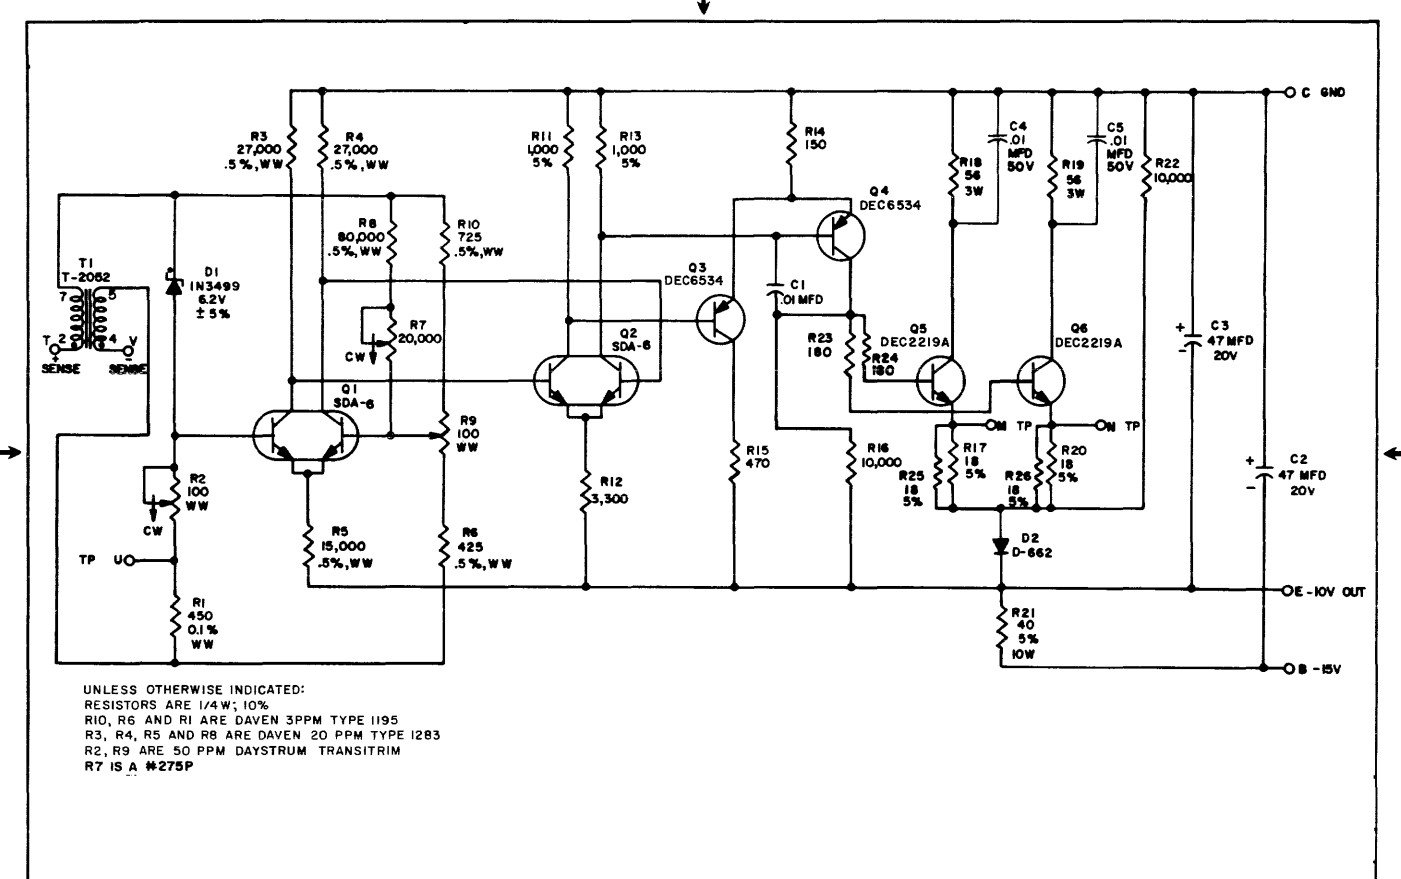 C GND
R3
27,000
.5%, WW
R4
27,000
.5%, WW
R11
1,000
5%
R13
1,000
5%
R14
150
C4
.01
MFD
50V
C5
.01
MFD
50V
R18
56
3W
R19
56
3W
R22
10,000
Q4
DEC6534
R8
80,000
.5%, WW
R10
725
.5%, WW
T1
T-2052
7
5
2
4
T
+
SENSE
V
-
SENSE
D1
1N3499
6.2V
± 5%
R7
20,000
CW
Q3
DEC6534
C1
.01 MFD
Q2
SDA-6
R23
180
R24
180
Q5
DEC2219A
Q6
DEC2219A
+
C3
47 MFD
-
20V
Q1
SDA-6
R9
100
WW
M TP
N TP
R15
470
R16
10,000
R17
18
5%
R20
18
5%
R25
18
5%
R26
18
5%
+
C2
47 MFD
-
20V
R2
100
WW
CW
R12
3,300
TP U
R5
15,000
.5%, WW
R6
425
.5%, WW
D2
D-662
E -10V OUT
R1
450
0.1%
WW
R21
40
5%
10W
B -15V
UNLESS OTHERWISE INDICATED:
RESISTORS ARE 1/4W; 10%
R10, R6 AND R1 ARE DAVEN 3PPM TYPE 1195
R3, R4, R5 AND R8 ARE DAVEN 20 PPM TYPE 1283
R2, R9 ARE 50 PPM DAYSTRUM TRANSITRIM
R7 IS A #275P